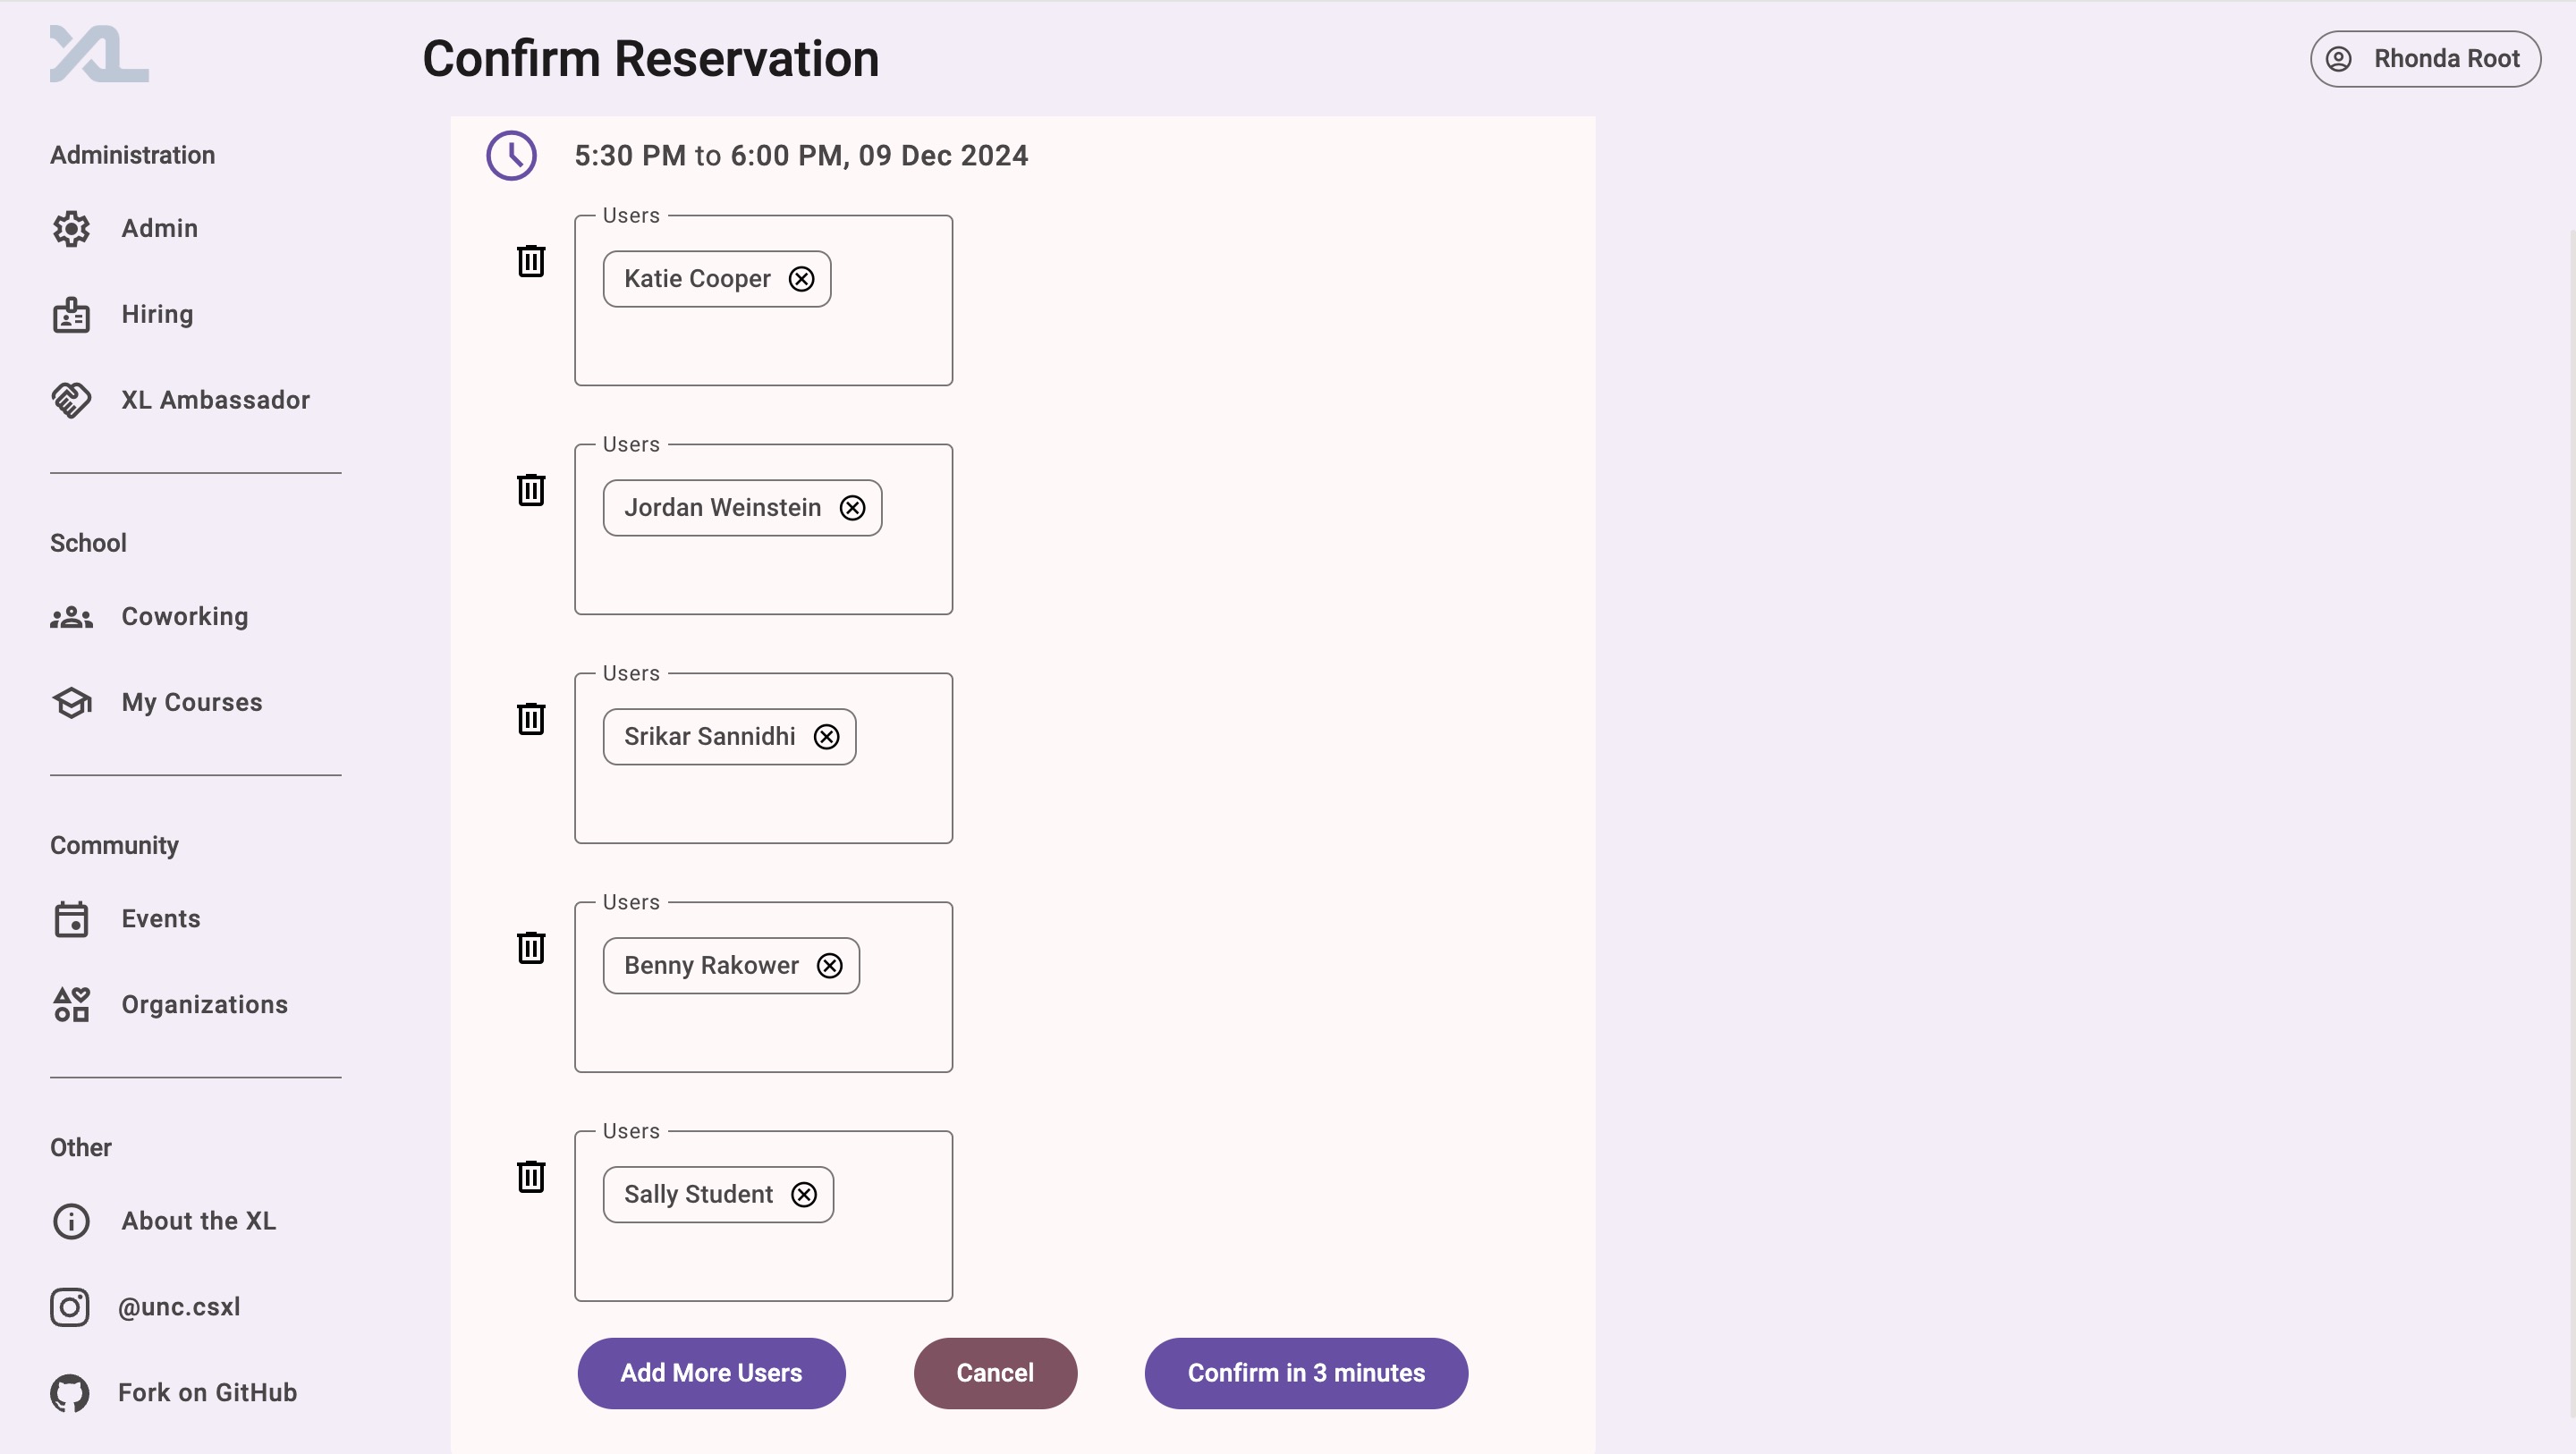 XL
Confirm Reservation
Rhonda Root
Administration
Admin
Hiring
XL Ambassador
School
Coworking
My Courses
Community
Events
Organizations
Other
About the XL
@unc.csxl
Fork on GitHub
5:30 PM to 6:00 PM, 09 Dec 2024
Users
Katie Cooper
Users
Jordan Weinstein
Users
Srikar Sannidhi
Users
Benny Rakower
Users
Sally Student
Add More Users
Cancel
Confirm in 3 minutes